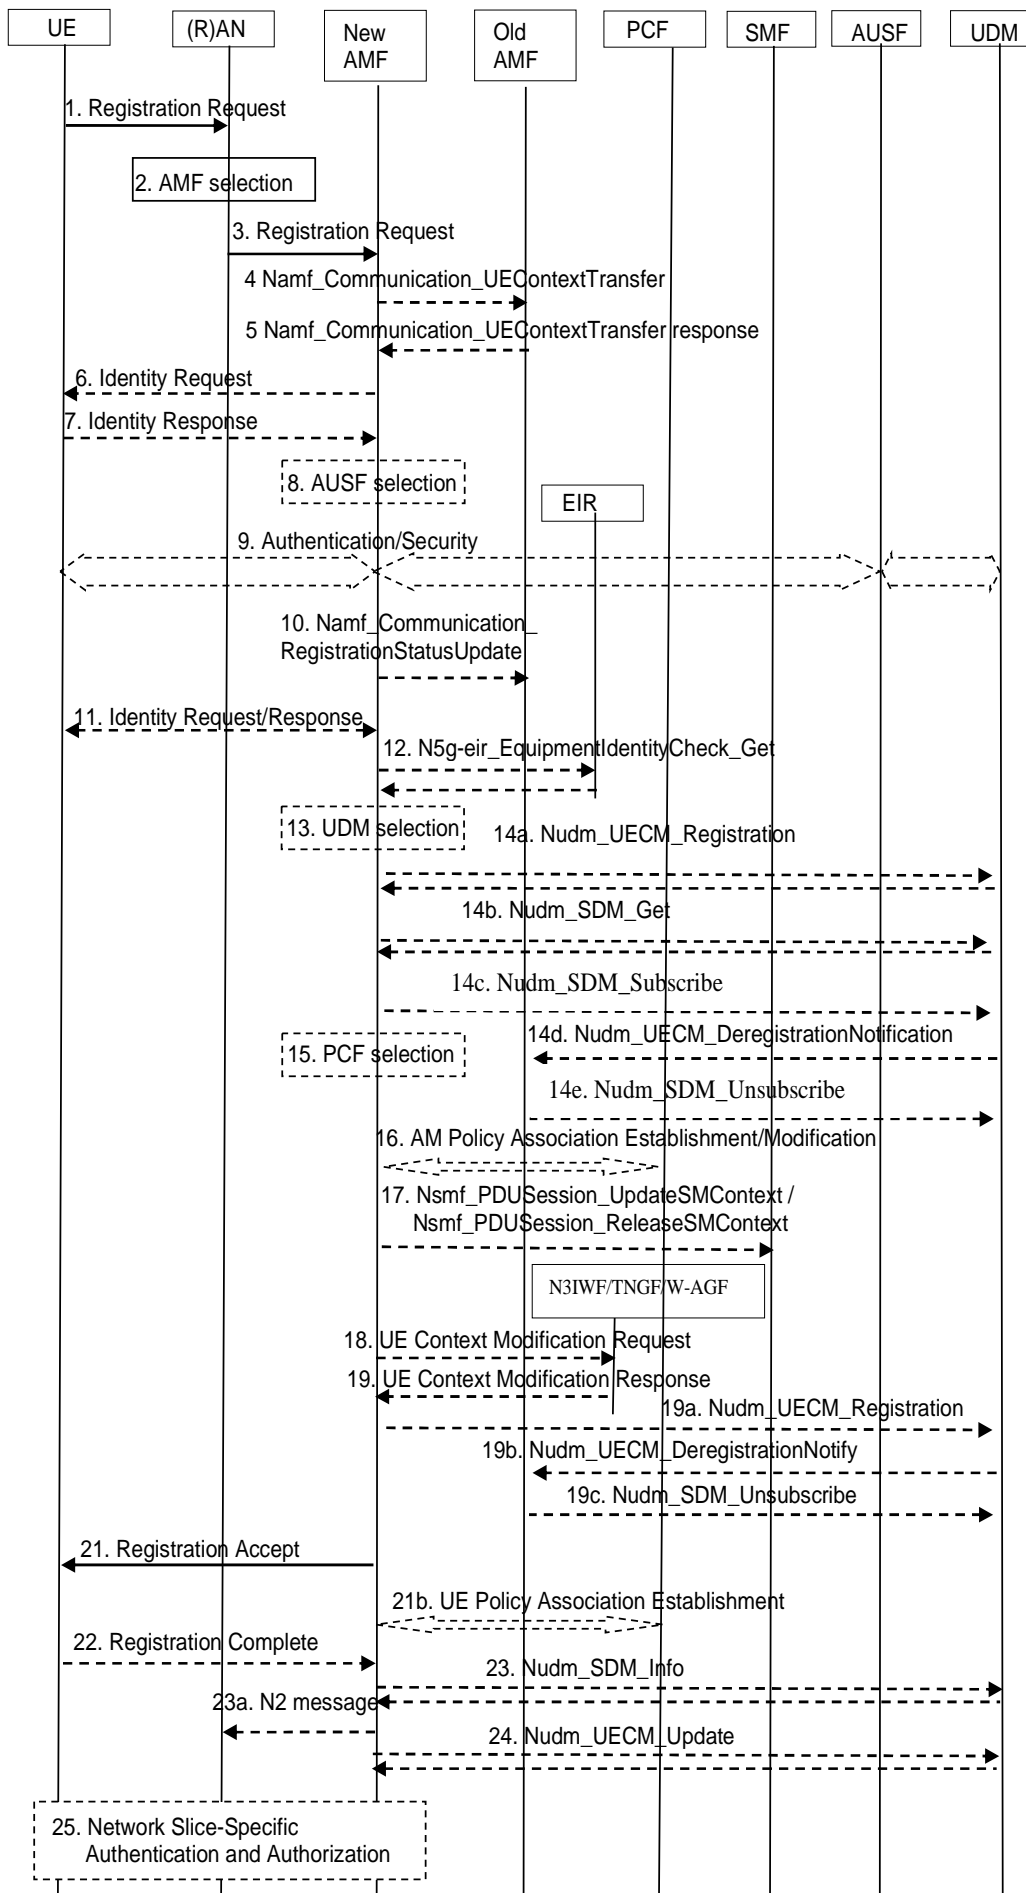 UE
(R)AN
New
AMF
Old
AMF
PCF
SMF
AUSF
UDM
1. Registration Request
2. AMF selection
3. Registration Request
4 Namf_Communication_UEContextTransfer
5 Namf_Communication_UEContextTransfer response
6. Identity Request
7. Identity Response
8. AUSF selection
EIR
9. Authentication/Security
10. Namf_Communication_
RegistrationStatusUpdate
11. Identity Request/Response
12. N5g-eir_EquipmentIdentityCheck_Get
13. UDM selection
14a. Nudm_UECM_Registration
14b. Nudm_SDM_Get
14c. Nudm_SDM_Subscribe
14d. Nudm_UECM_DeregistrationNotification
15. PCF selection
14e. Nudm_SDM_Unsubscribe
16. AM Policy Association Establishment/Modification
17. Nsmf_PDUSession_UpdateSMContext /
Nsmf_PDUSession_ReleaseSMContext
N3IWF/TNGF/W-AGF
18. UE Context Modification Request
19. UE Context Modification Response
19a. Nudm_UECM_Registration
19b. Nudm_UECM_DeregistrationNotify
19c. Nudm_SDM_Unsubscribe
21. Registration Accept
21b. UE Policy Association Establishment
22. Registration Complete
23. Nudm_SDM_Info
23a. N2 message
24. Nudm_UECM_Update
25. Network Slice-Specific
Authentication and Authorization